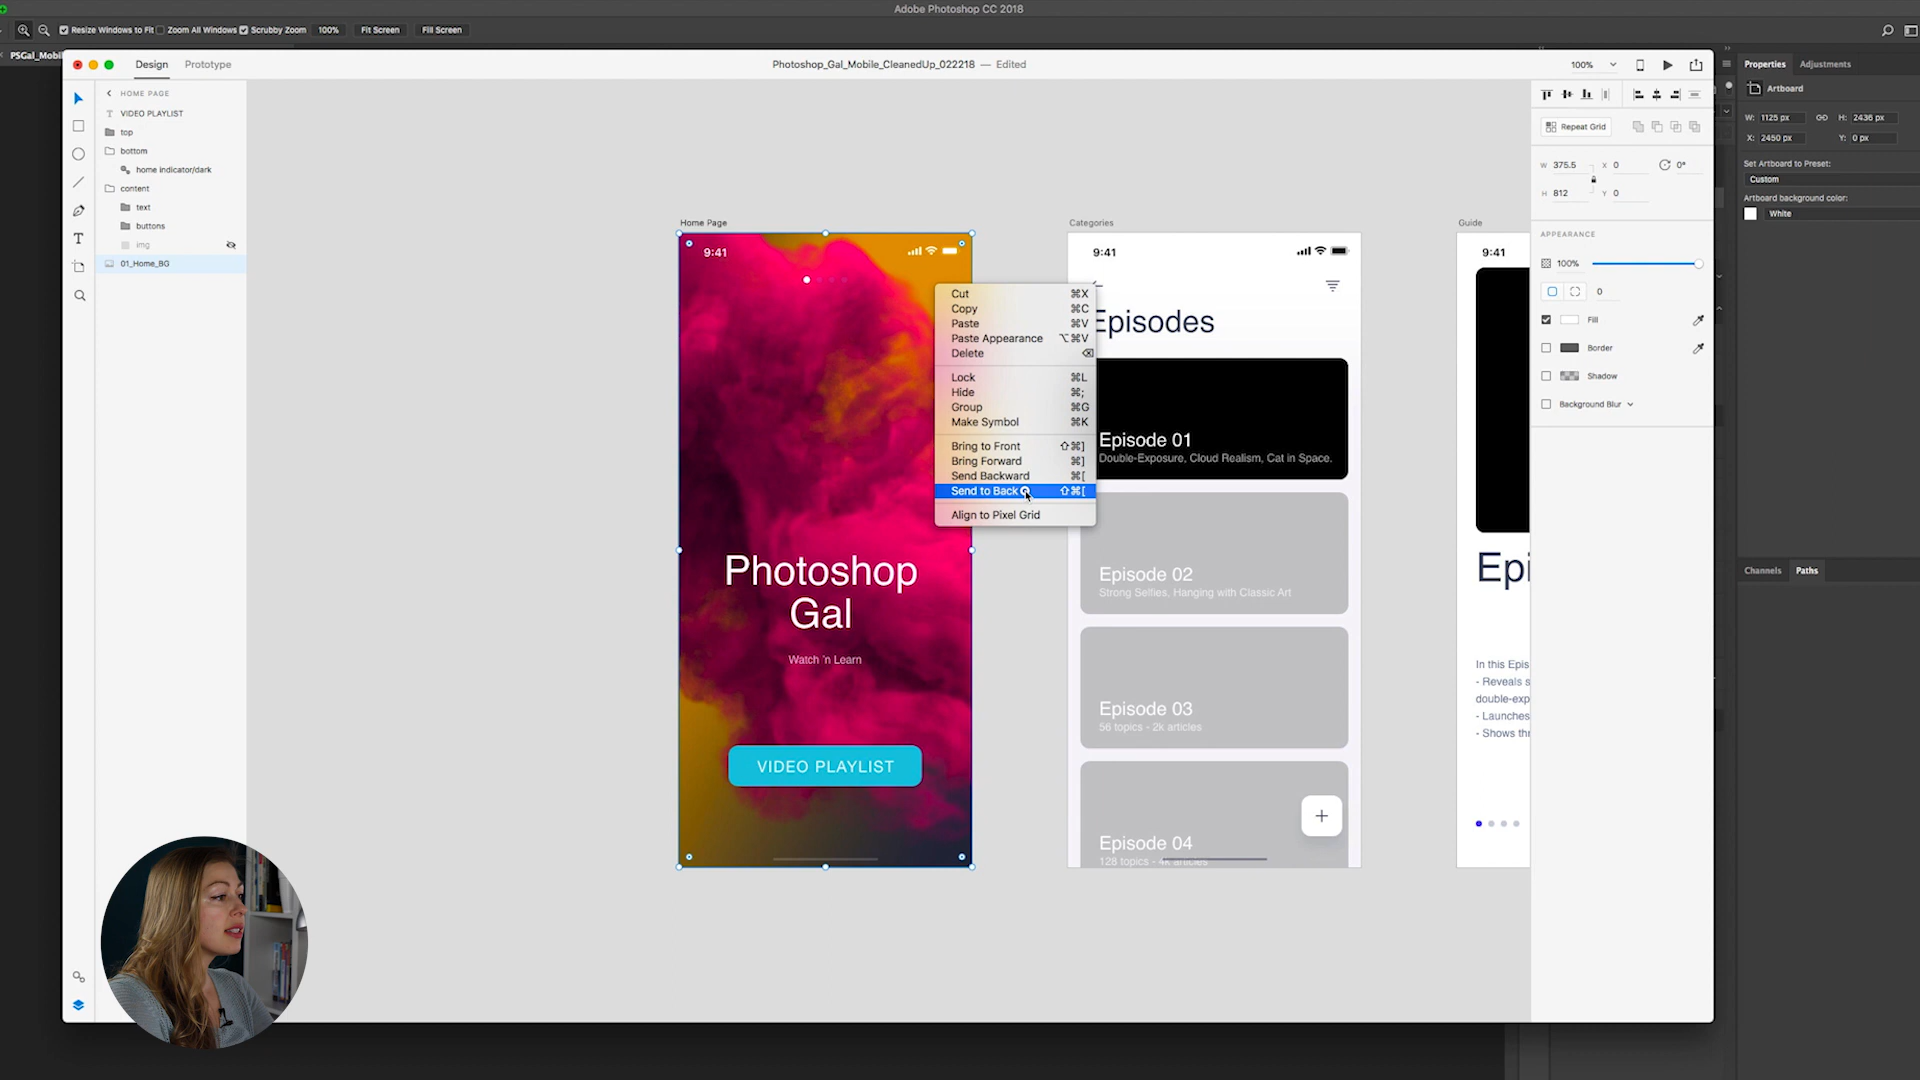 Adobe Photoshop CC 2018
Resize Windows to Fit Zoom All Windows Scrubby Zoom 100% Fit Screen Fill Screen
PSGal_Mobil
Design Prototype Photoshop_Gal_Mobile_CleanedUp_022218 — Edited 100%
HOME PAGE
VIDEO PLAYLIST
top
bottom
home indicator/dark
content
text
buttons
img
01_Home_BG
Home Page
9:41
Photoshop
Gal
Watch 'n Learn
VIDEO PLAYLIST
Cut ⌘X
Copy ⌘C
Paste ⌘V
Paste Appearance ⌥⌘V
Delete ⌫
Lock ⌘L
Hide ⌘;
Group ⌘G
Make Symbol ⌘K
Bring to Front ⇧⌘]
Bring Forward ⌘]
Send Backward ⌘[
Send to Back ⇧⌘[
Align to Pixel Grid
Categories
9:41
Episodes
Episode 01
Double-Exposure, Cloud Realism, Cat in Space.
Episode 02
Strong Selfies, Hanging with Classic Art
Episode 03
56 topics - 2k articles
Episode 04
128 topics - 4k articles
Guide
9:41
Epi
In this Epis
- Reveals s
double-exp
- Launches
- Shows thr
Repeat Grid
W 375.5 X 0 0°
H 812 Y 0
APPEARANCE
100%
0
Fill
Border
Shadow
Background Blur
Properties Adjustments
Artboard
W: 1125 px H: 2436 px
X: 2450 px Y: 0 px
Set Artboard to Preset:
Custom
Artboard background color:
White
Channels Paths